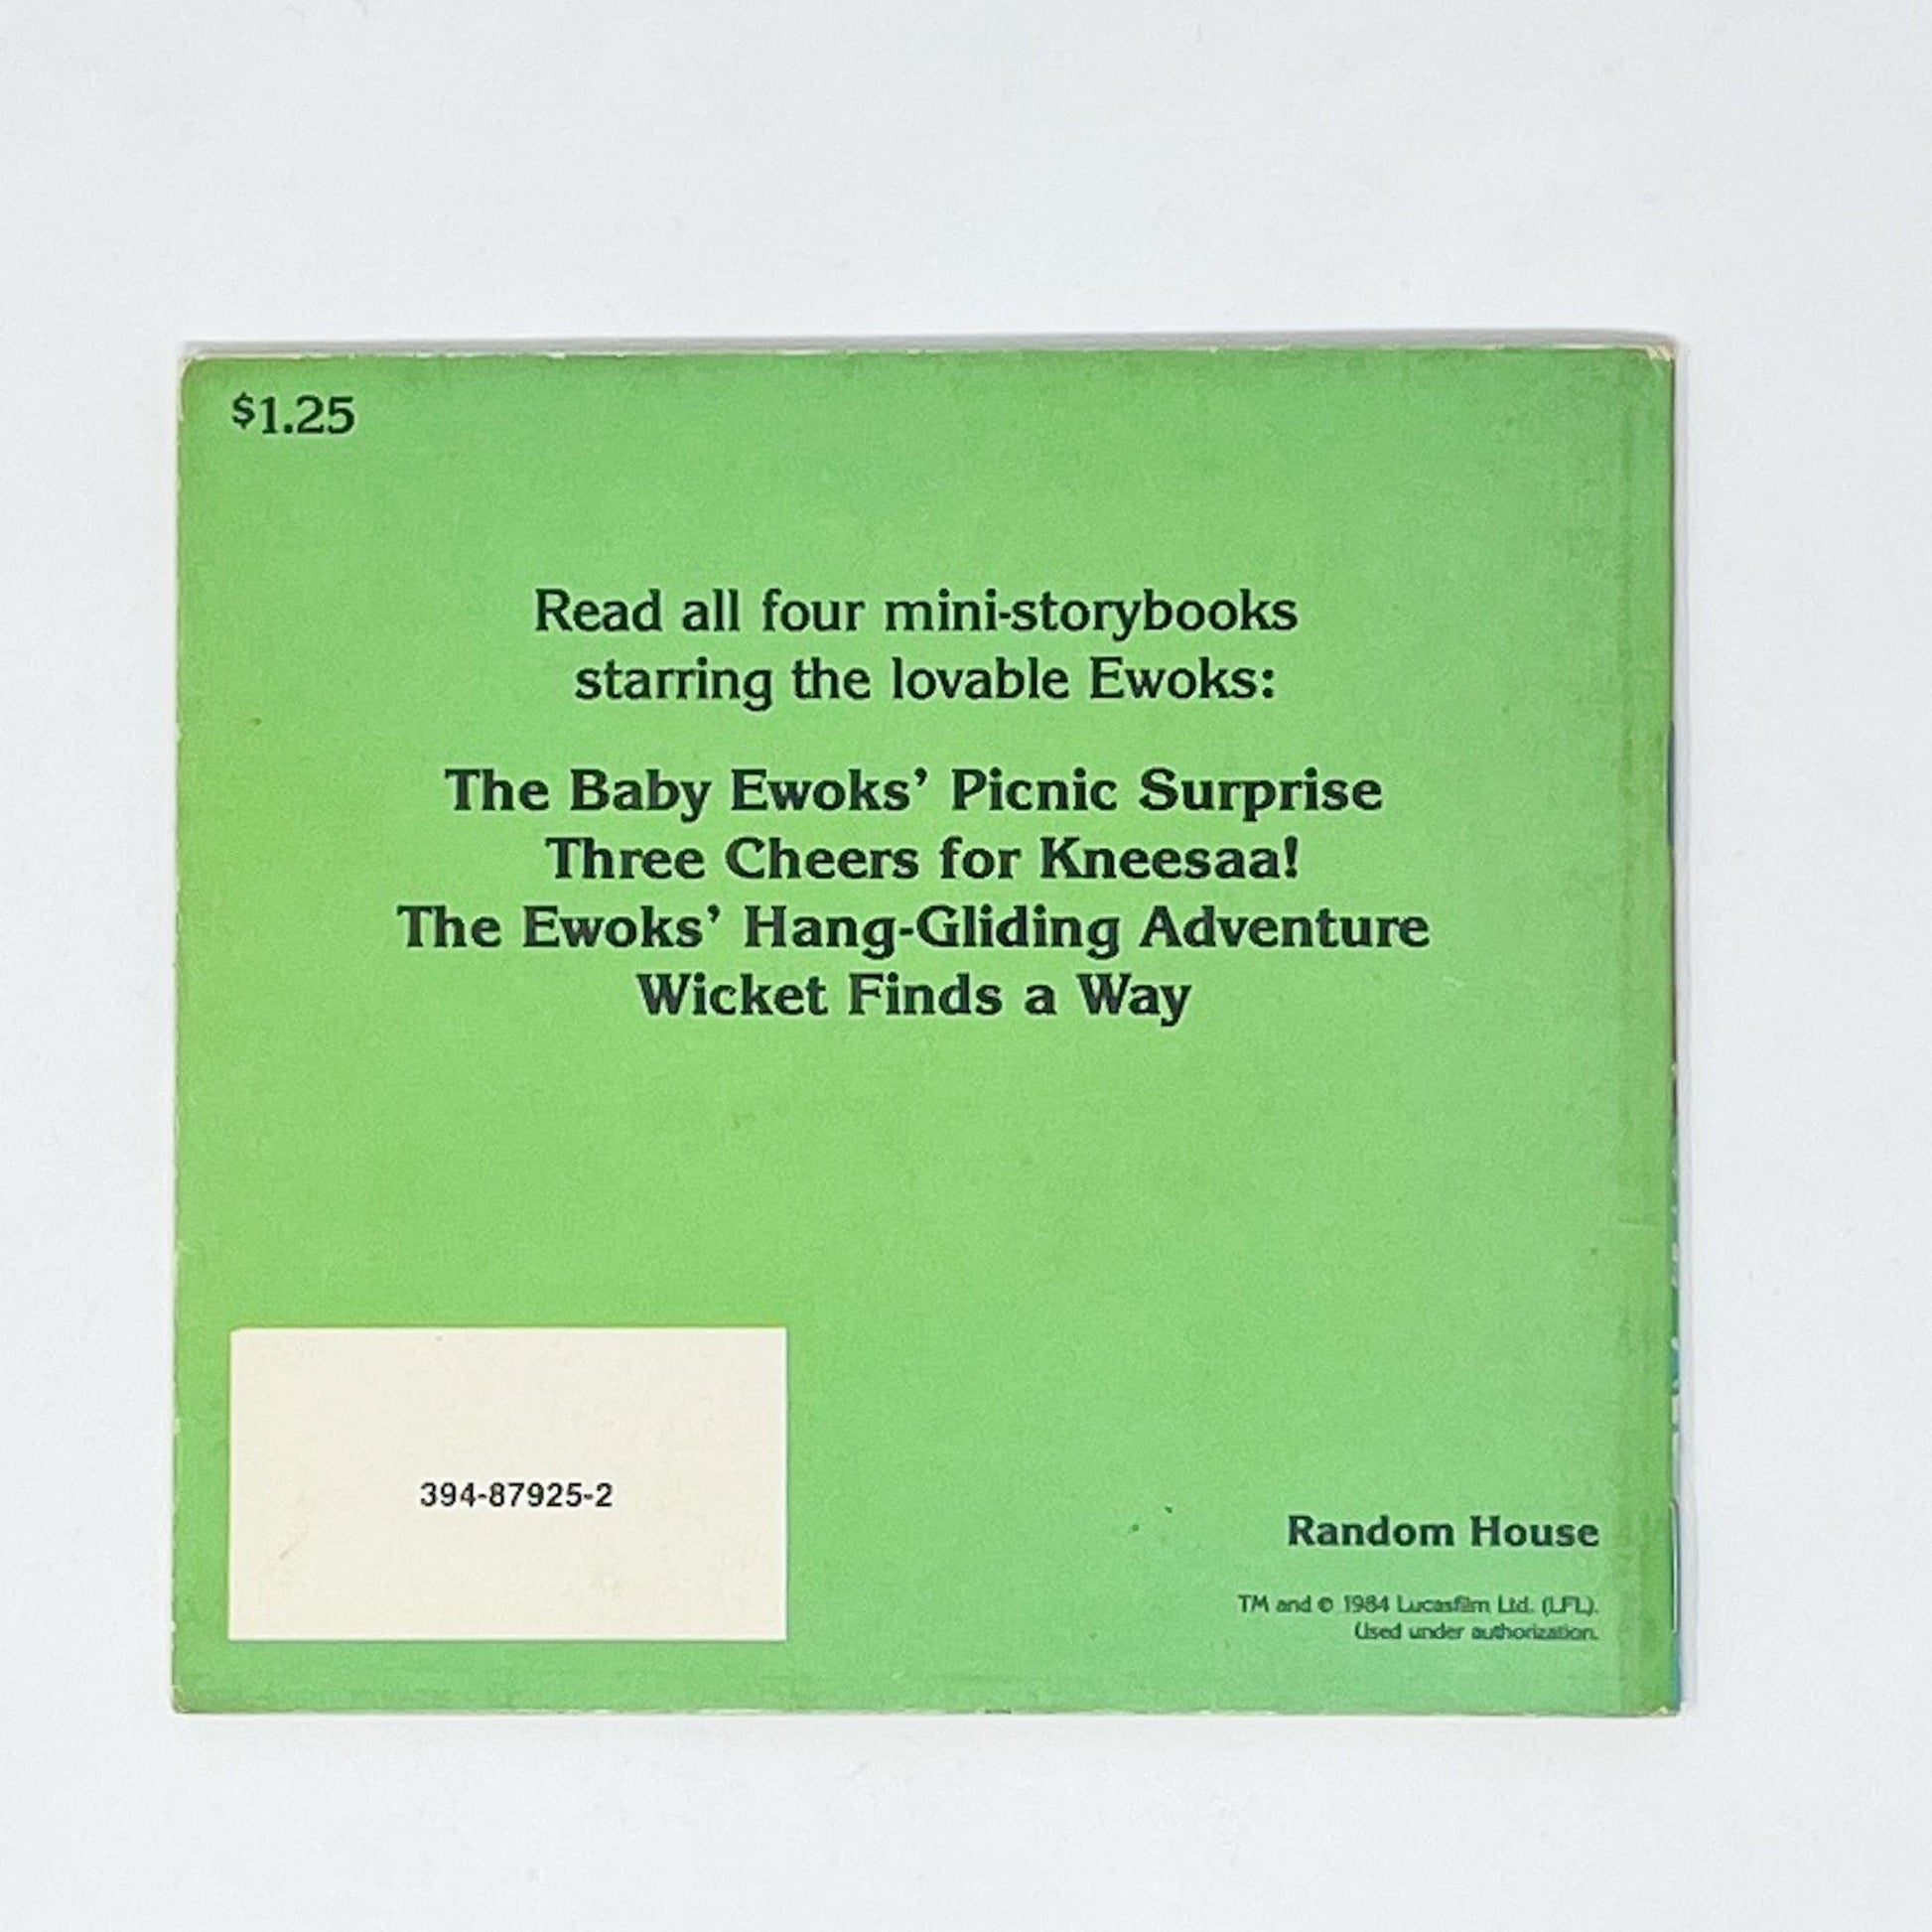 $1.25
Read all four mini-storybooks
starring the lovable Ewoks:
The Baby Ewoks’ Picnic Surprise
Three Cheers for Kneesaa!
The Ewoks’ Hang-Gliding Adventure
Wicket Finds a Way
394-87925-2
Random House
TM and © 1984 Lucasfilm Ltd. (LFL).
Used under authorization.